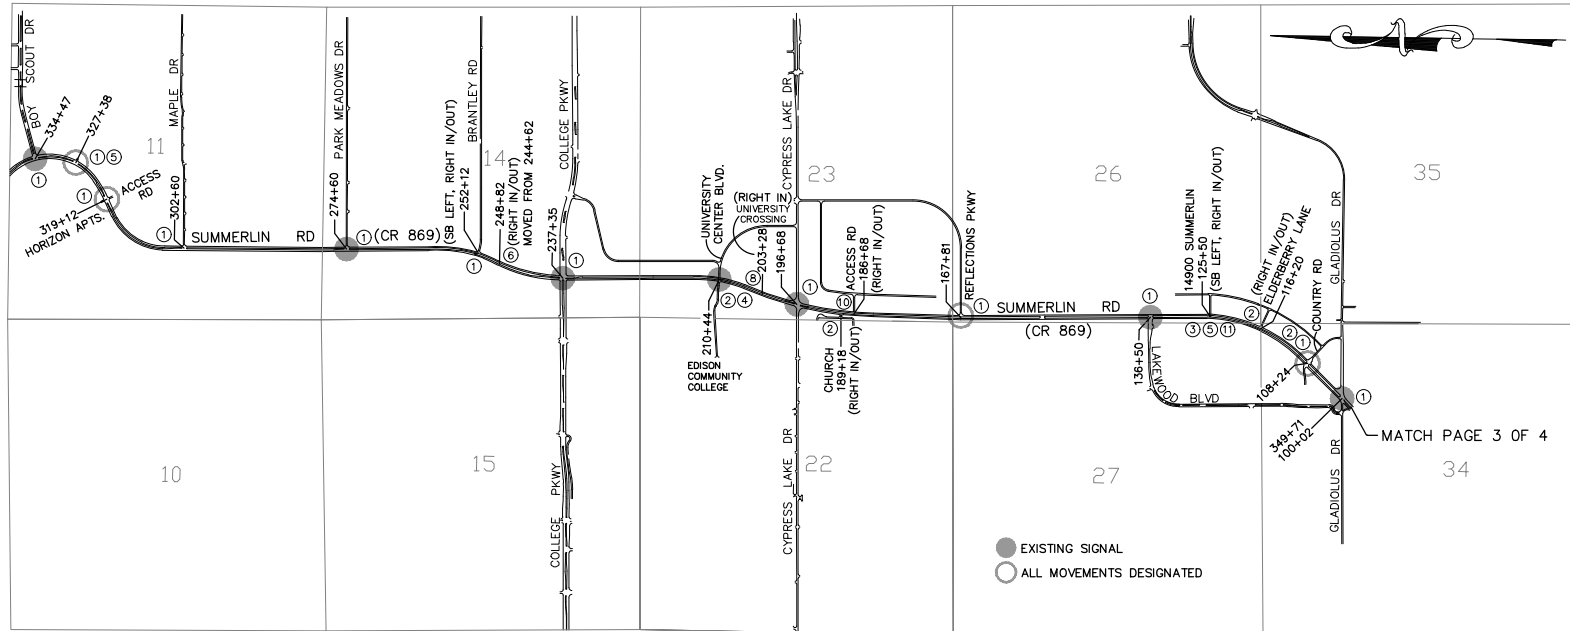 BOY SCOUT DR
334+47
327+38
① ⑤
①
11
MAPLE DR
①
ACCESS RD
319+12
HORIZON APTS.
①
302+60
SUMMERLIN RD
PARK MEADOWS DR
274+60
① (CR 869)
(SB LEFT, RIGHT IN/OUT)
252+12
BRANTLEY RD
①
14
248+82
⑥ (RIGHT IN/OUT)
MOVED FROM 244+62
237+35
COLLEGE PKWY
①
UNIVERSITY
CENTER BLVD.
(RIGHT IN)
UNIVERSITY
CROSSING
② ④
210+44
EDISON
COMMUNITY
COLLEGE
⑧
203+28
196+68
CYPRESS LAKE DR
23
①
⑩
ACCESS RD
186+68
(RIGHT IN/OUT)
②
CHURCH
189+18
(RIGHT IN/OUT)
167+81
REFLECTIONS PKWY
①
SUMMERLIN RD
(CR 869)
26
①
136+50
LAKEWOOD BLVD
14900 SUMMERLIN
125+50
(SB LEFT, RIGHT IN/OUT)
③ ⑤ ⑪
②
(RIGHT IN/OUT)
ELDERBERRY LANE
116+20
② ①
COUNTRY RD
108+24
GLADIOLUS DR
35
N
①
349+71
100+02
MATCH PAGE 3 OF 4
10
15
COLLEGE PKWY
CYPRESS LAKE DR
22
27
GLADIOLUS DR
34
EXISTING SIGNAL
ALL MOVEMENTS DESIGNATED